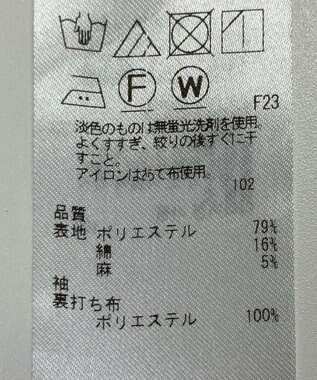 F W
F23
淡色のものは無蛍光洗剤を使用。
よくすすぎ、絞りの後すぐに干
すこと。
アイロンはあて布使用。
102
品質
表地 ポリエステル 79%
綿 16%
麻 5%
袖
裏打ち布
ポリエステル 100%